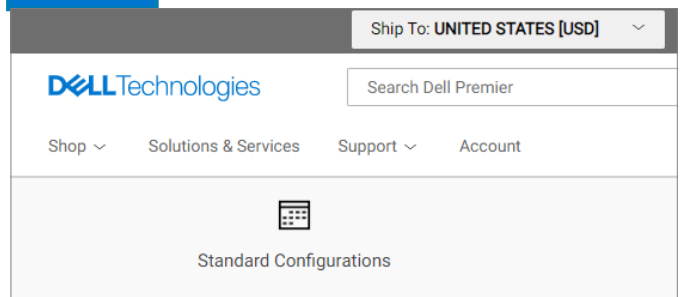 Ship To: UNITED STATES [USD]
DELLTechnologies
Search Dell Premier
Shop
Solutions & Services
Support
Account
Standard Configurations